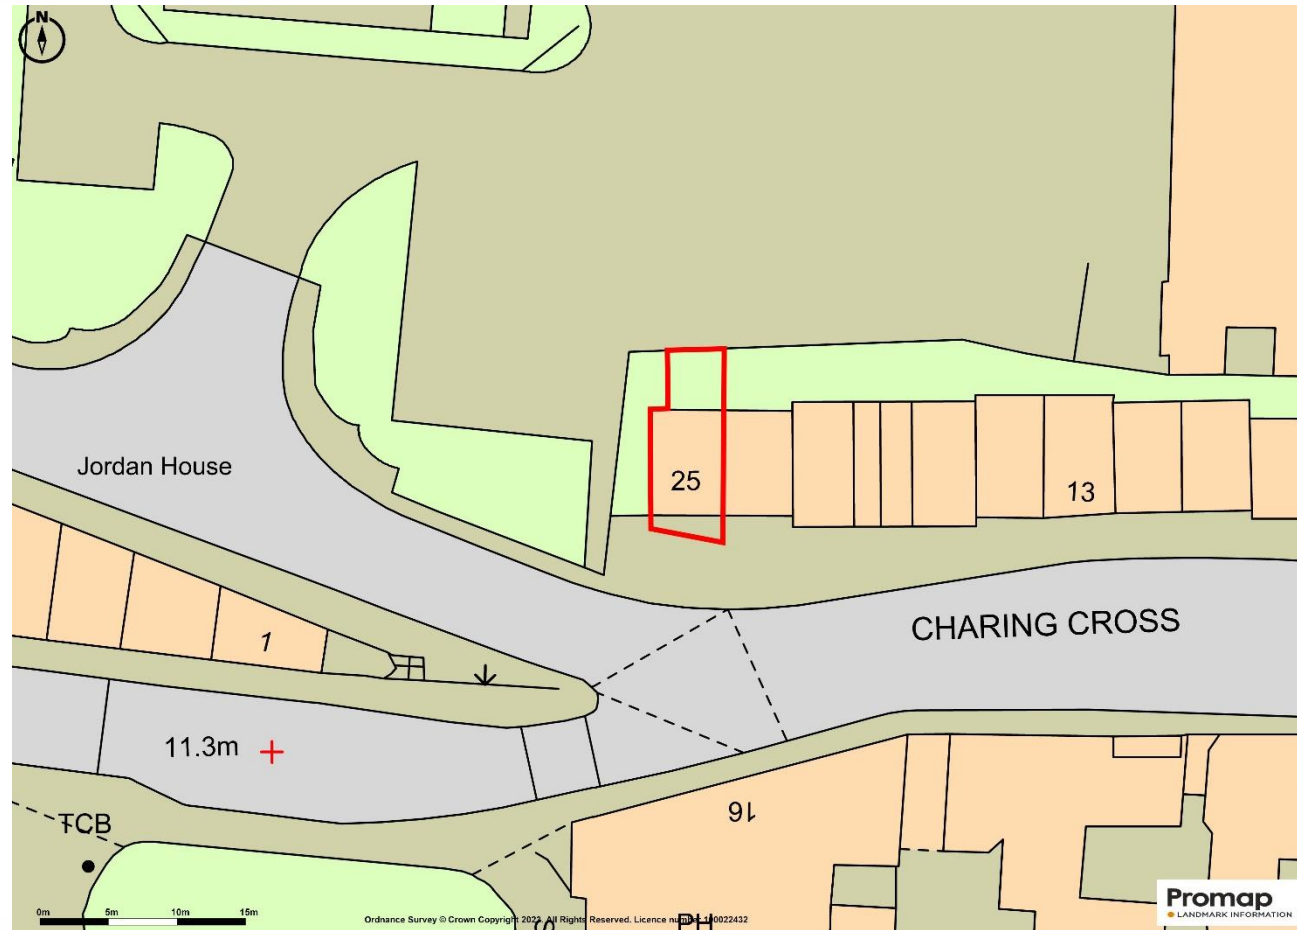 N
Jordan House
25
13
CHARING CROSS
1
11.3m
16
TCB
0m 5m 10m 15m
Ordnance Survey © Crown Copyright 2023. All Rights Reserved. Licence number 100022432
PH
Promap
LANDMARK INFORMATION